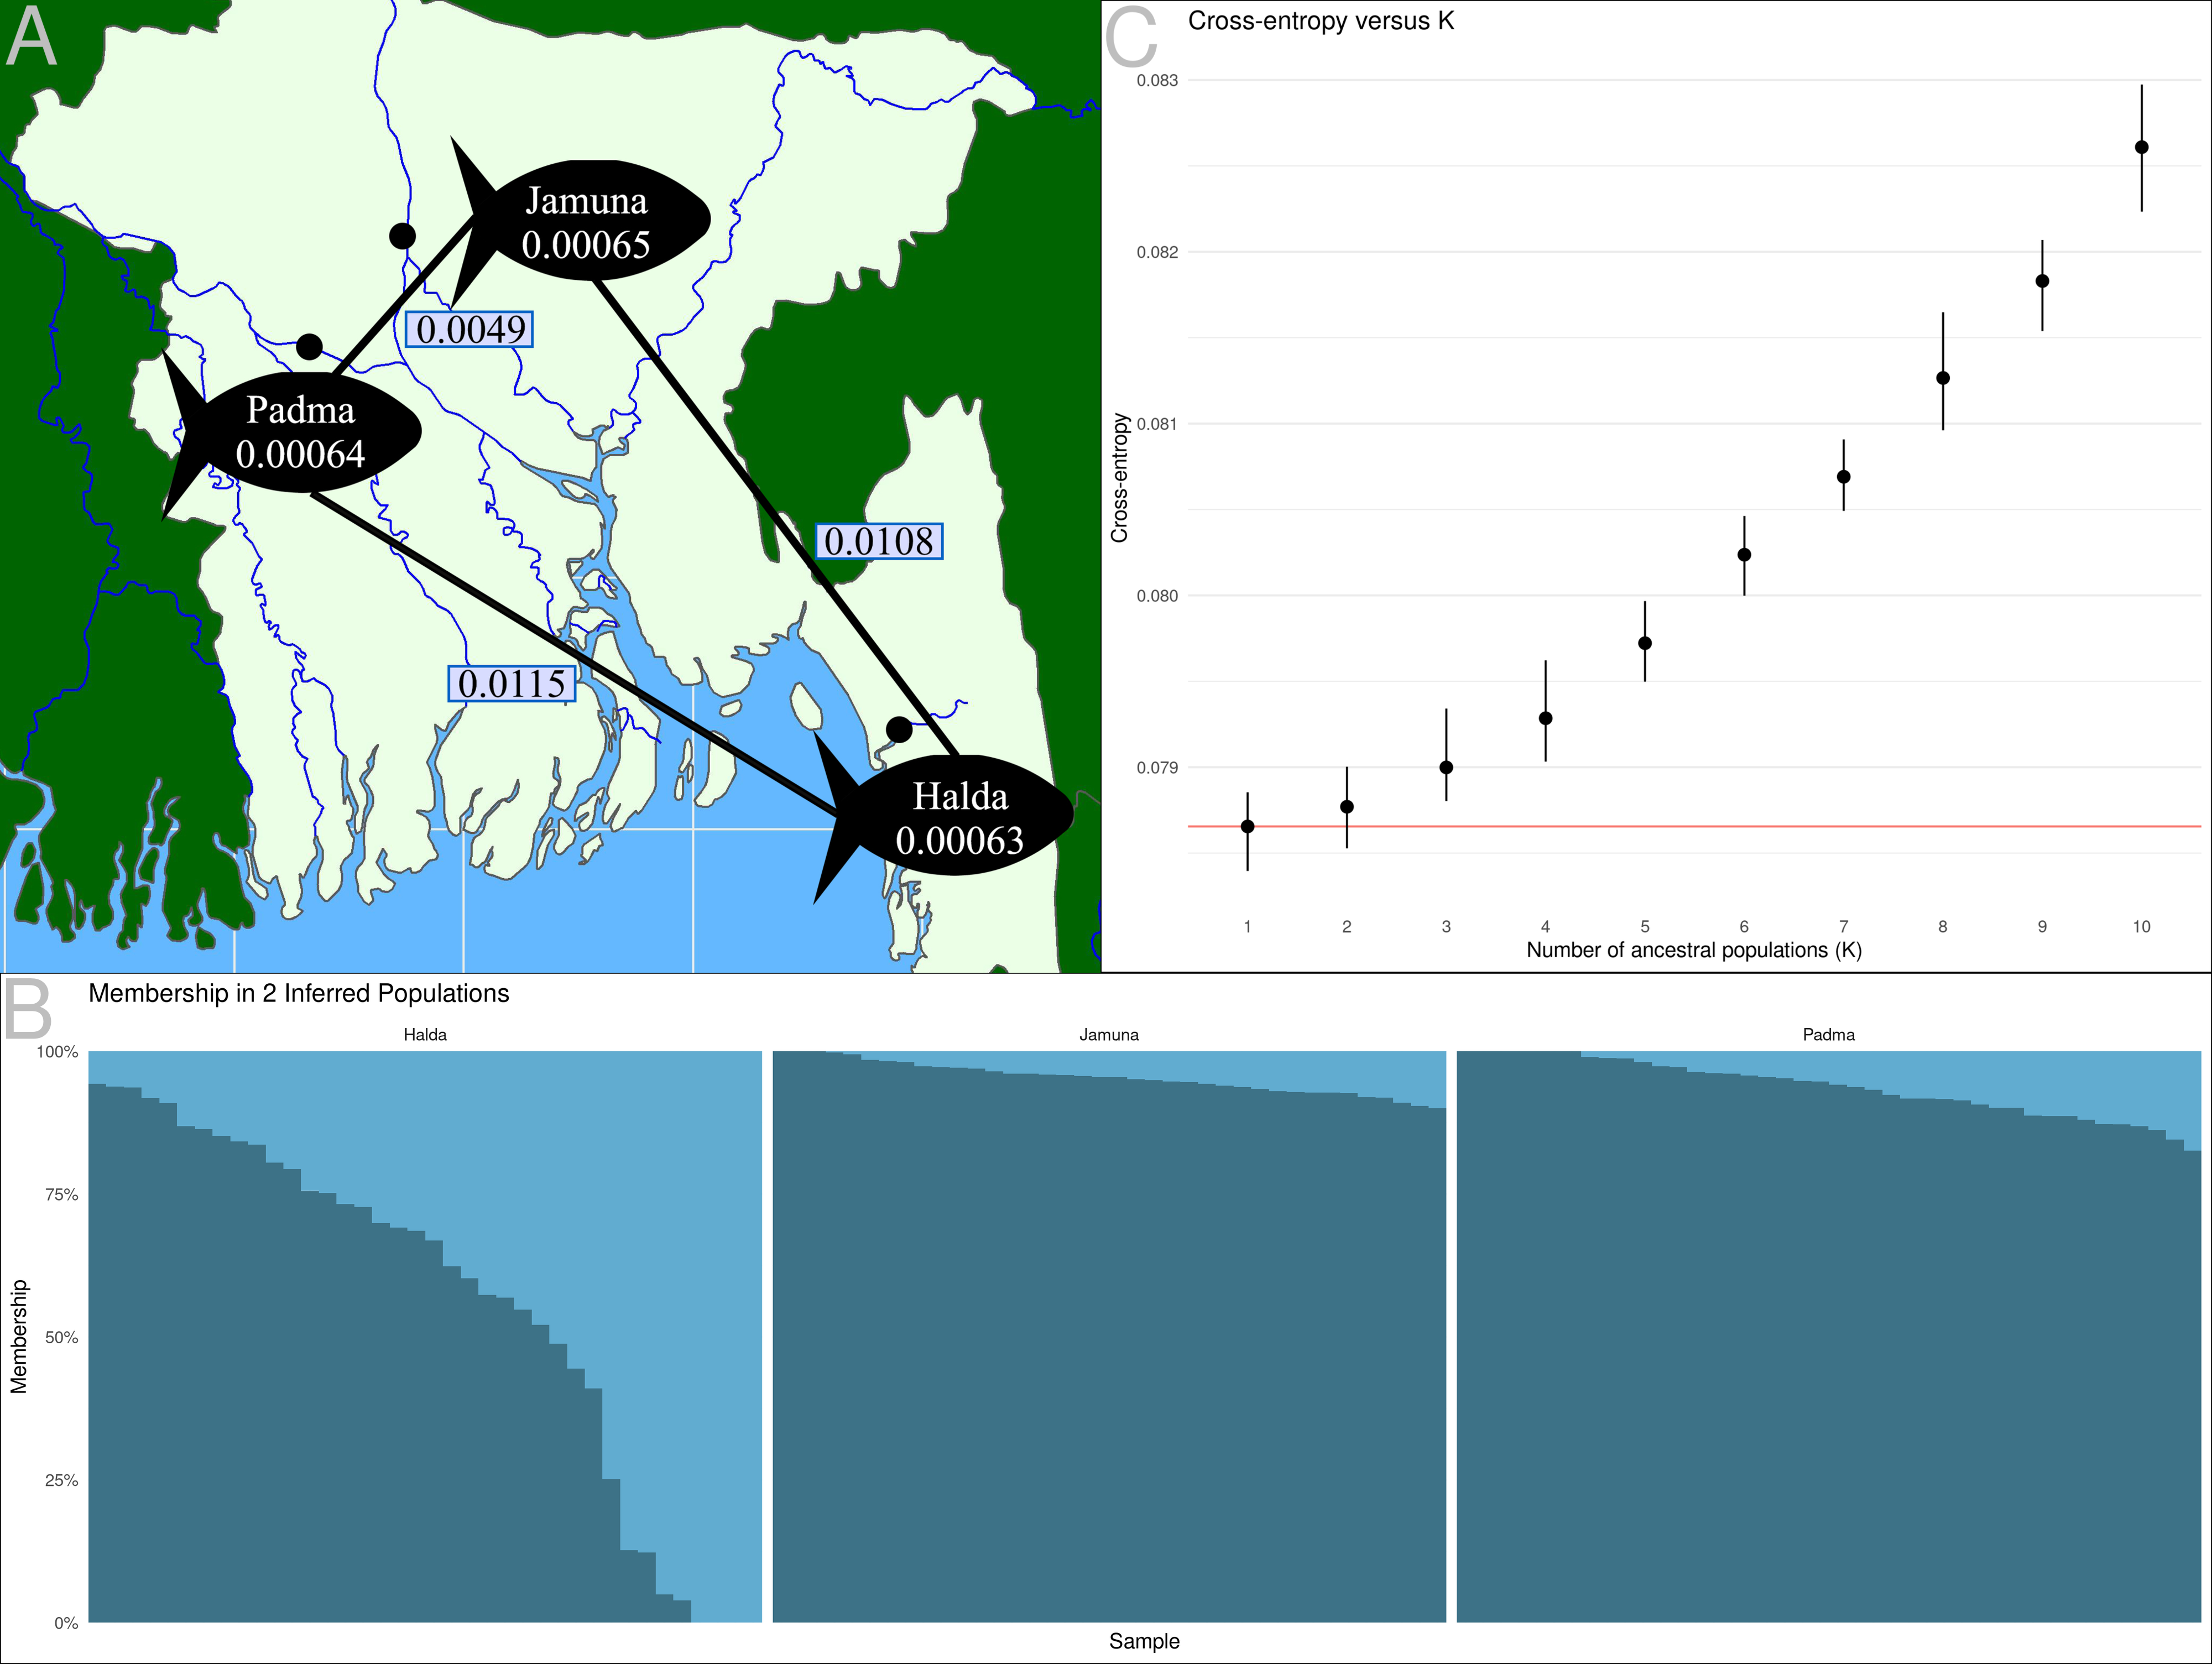 A
Jamuna
0.00065
0.0049
Padma
0.00064
0.0108
0.0115
Halda
0.00063
C
Cross-entropy versus K
0.083
0.082
0.081
0.080
0.079
Cross-entropy
1 2 3 4 5 6 7 8 9 10
Number of ancestral populations (K)
B
Membership in 2 Inferred Populations
Halda Jamuna Padma
100%
75%
50%
25%
0%
Membership
Sample